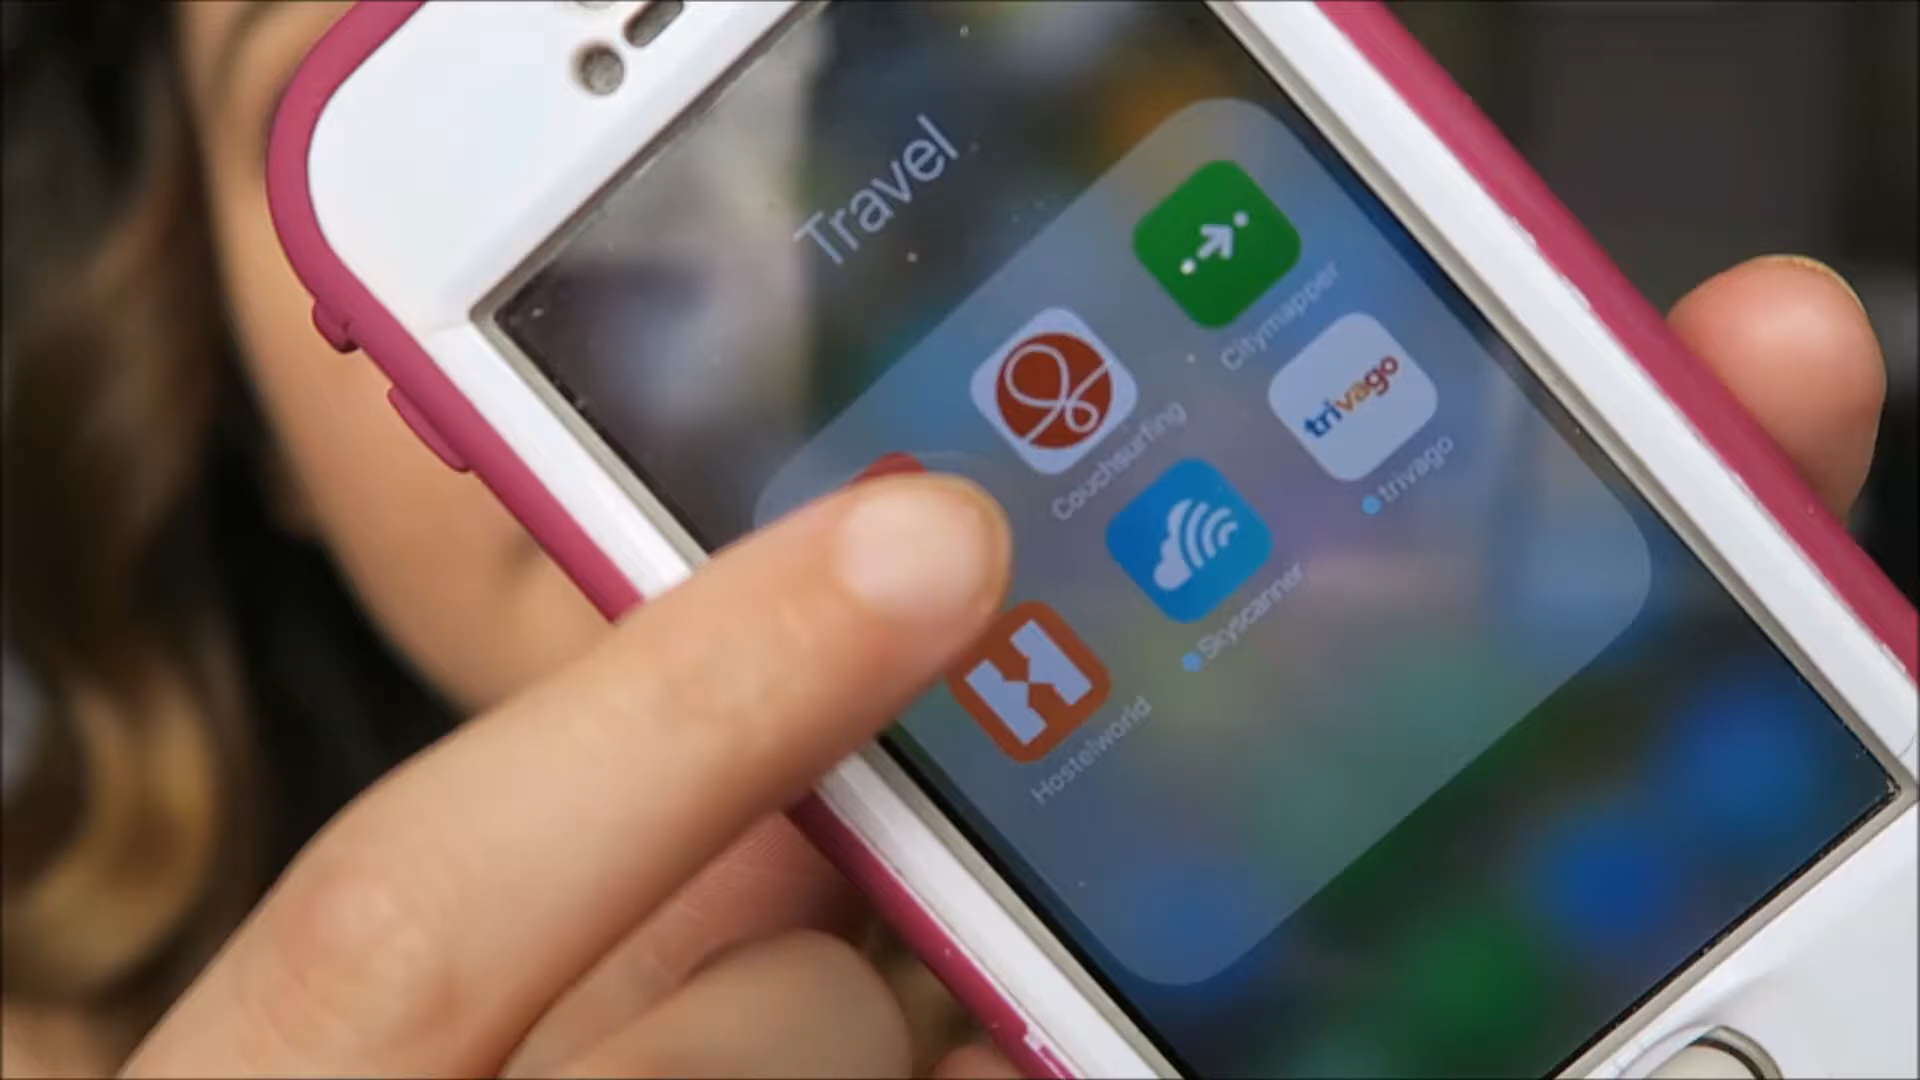 Travel
Couchsurfing
Citymapper
trivago
Hostelworld
Skyscanner
trivago